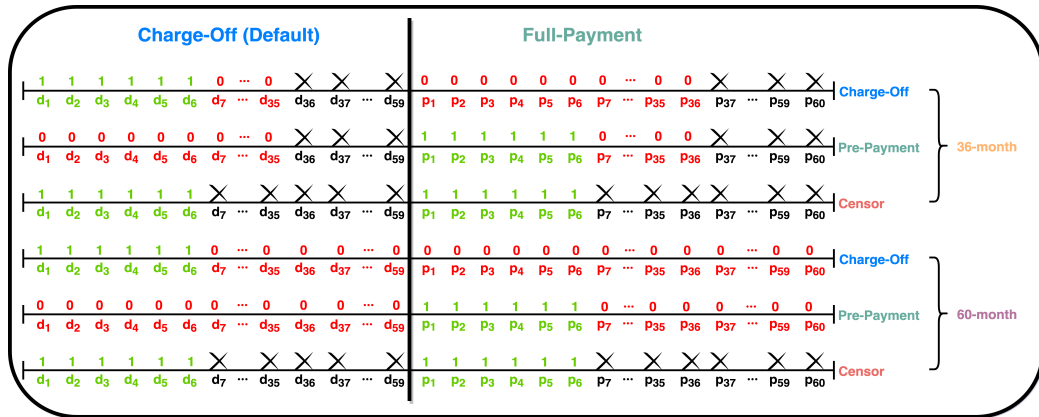 Charge-Off (Default) Full-Payment
1 1 1 1 1 1 0 ... 0 0 0 0 0 0 0 0 ... 0 0
d1 d2 d3 d4 d5 d6 d7 ... d35 d36 d37 ... d59 p1 p2 p3 p4 p5 p6 p7 ... p35 p36 p37 ... p59 p60 Charge-Off
0 0 0 0 0 0 0 ... 0 1 1 1 1 1 1 0 ... 0 0
d1 d2 d3 d4 d5 d6 d7 ... d35 d36 d37 ... d59 p1 p2 p3 p4 p5 p6 p7 ... p35 p36 p37 ... p59 p60 Pre-Payment 36-month
1 1 1 1 1 1 1 1 1 1 1 1
d1 d2 d3 d4 d5 d6 d7 ... d35 d36 d37 ... d59 p1 p2 p3 p4 p5 p6 p7 ... p35 p36 p37 ... p59 p60 Censor
1 1 1 1 1 1 0 ... 0 0 0 ... 0 0 0 0 0 0 0 0 ... 0 0 0 ... 0 0
d1 d2 d3 d4 d5 d6 d7 ... d35 d36 d37 ... d59 p1 p2 p3 p4 p5 p6 p7 ... p35 p36 p37 ... p59 p60 Charge-Off
0 0 0 0 0 0 0 ... 0 0 0 ... 0 1 1 1 1 1 1 0 ... 0 0 0 ... 0 0
d1 d2 d3 d4 d5 d6 d7 ... d35 d36 d37 ... d59 p1 p2 p3 p4 p5 p6 p7 ... p35 p36 p37 ... p59 p60 Pre-Payment 60-month
1 1 1 1 1 1 1 1 1 1 1 1
d1 d2 d3 d4 d5 d6 d7 ... d35 d36 d37 ... d59 p1 p2 p3 p4 p5 p6 p7 ... p35 p36 p37 ... p59 p60 Censor